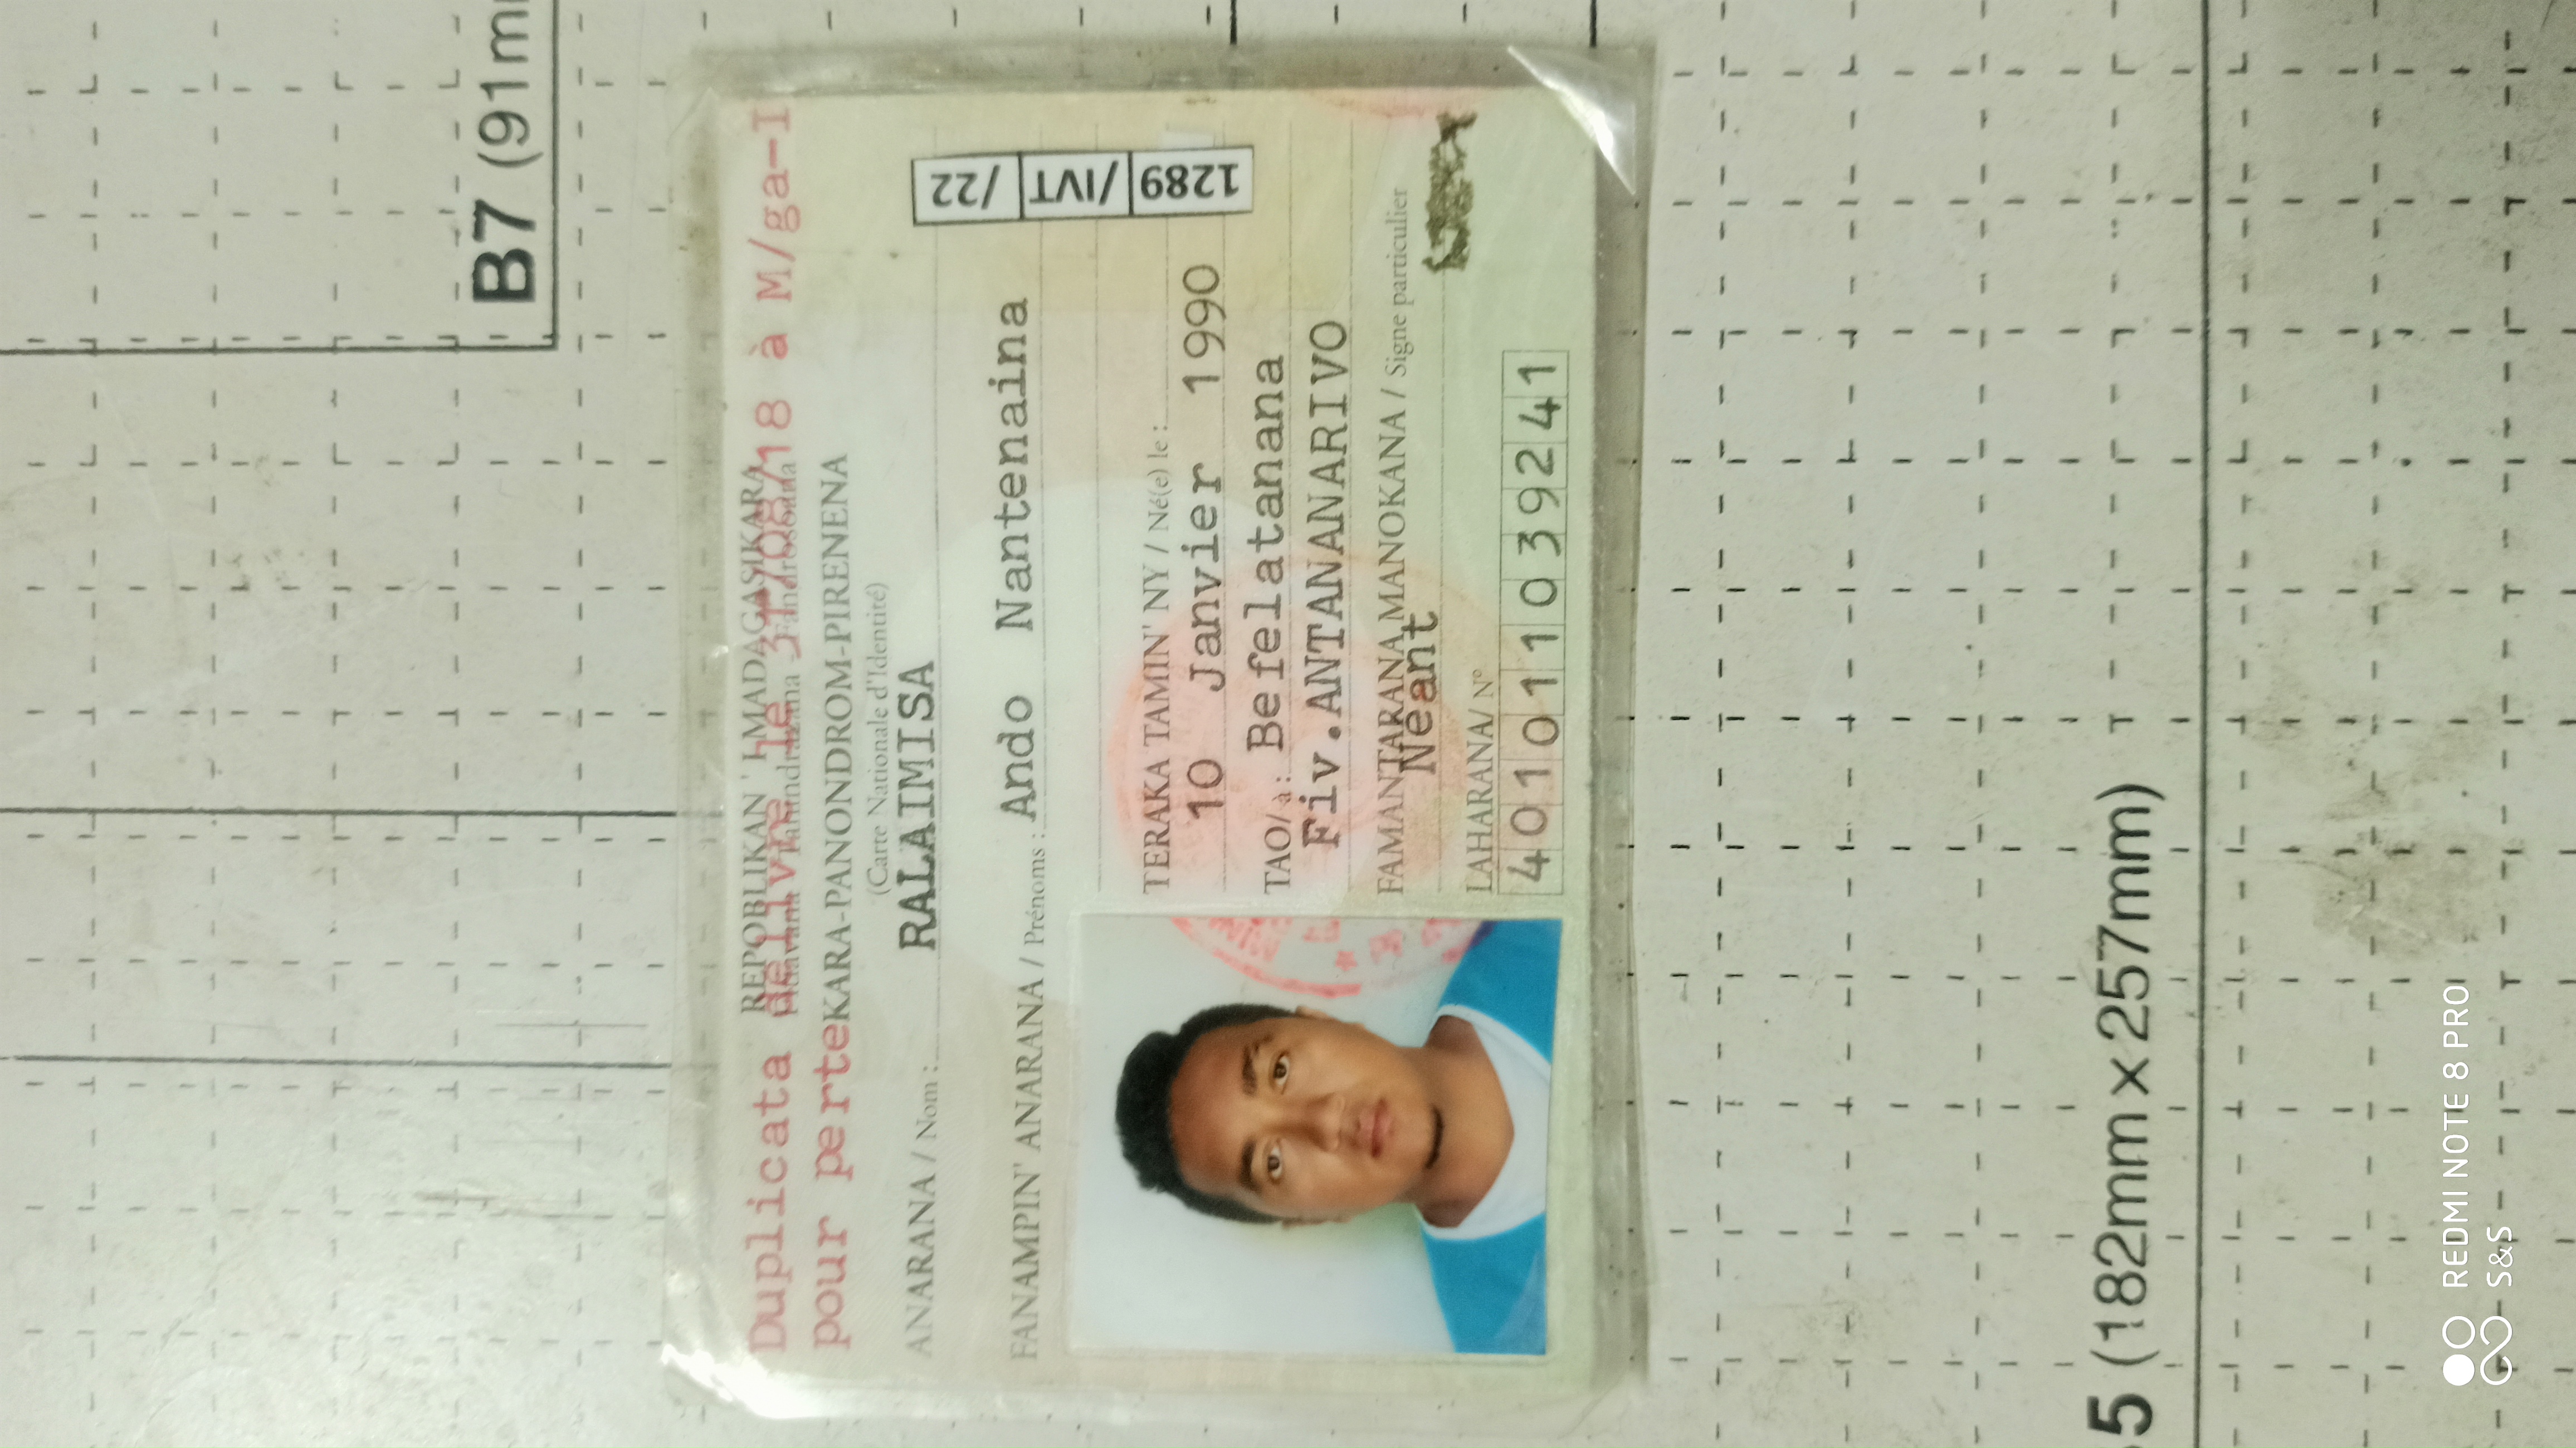 B7 (91m
Duplicata délivré le 31/08/18 à M/ga-I
pour perte
REPOBLIKAN ' I MADAGASIKARA
Fitiavana - Tanindrazana - Fandrosoana
KARA-PANONDROM-PIRENENA
(Carte Nationale d'Identité)
ANARANA / Nom : RALAIMISA
FANAMPIN' ANARANA / Prénoms : Ando Nantenaina
TERAKA TAMIN' NY / Né(e) le :
10 Janvier 1990
TAO/ à : Befelatanana
Fiv.ANTANANARIVO
FAMANTARANA MANOKANA / Signe particulier
Néant
LAHARANA/ N°
401011039241
1289 /IVT /22
5 (182mm x 257mm)
REDMI NOTE 8 PRO
S&S